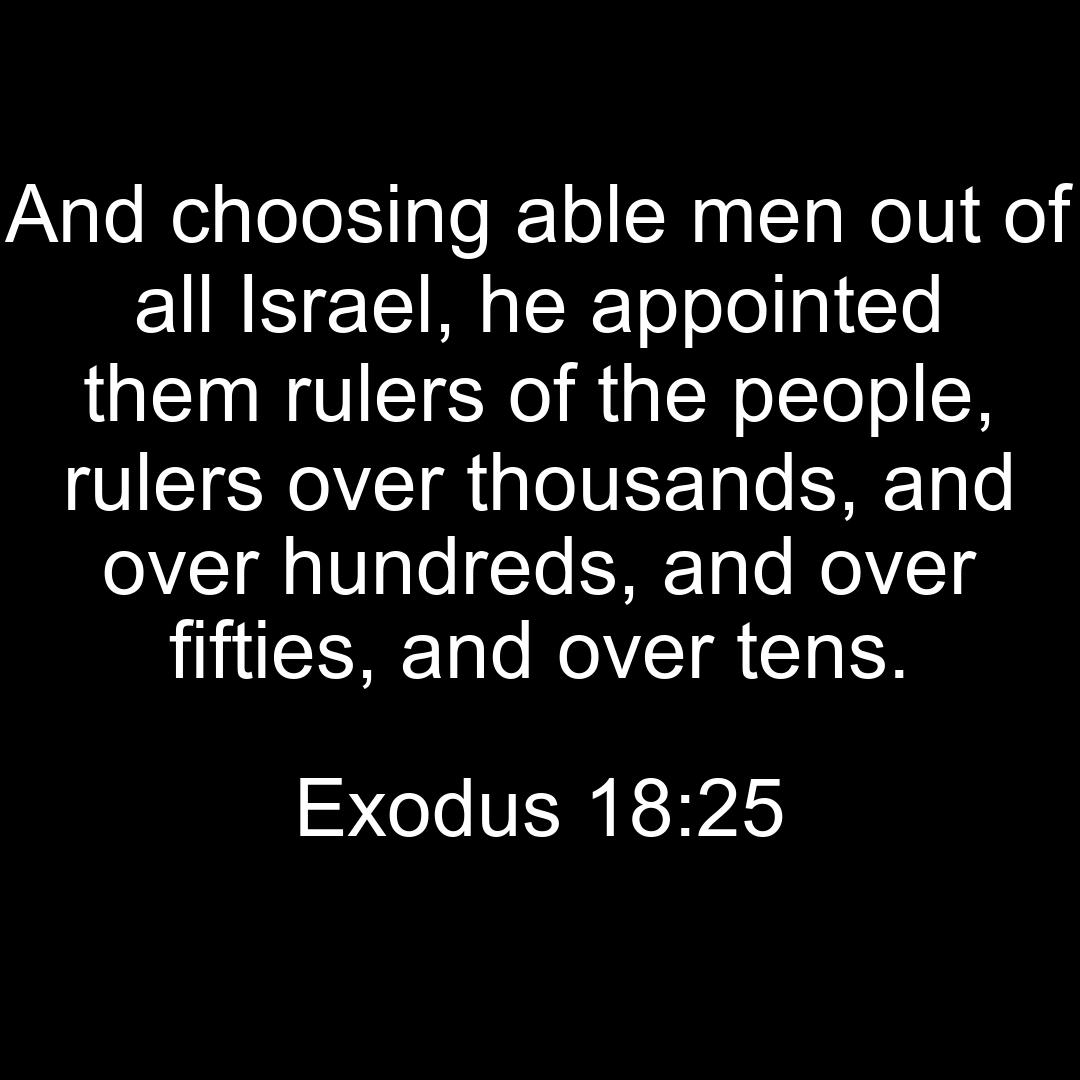 And choosing able men out of
all Israel, he appointed
them rulers of the people,
rulers over thousands, and
over hundreds, and over
fifties, and over tens.
Exodus 18:25